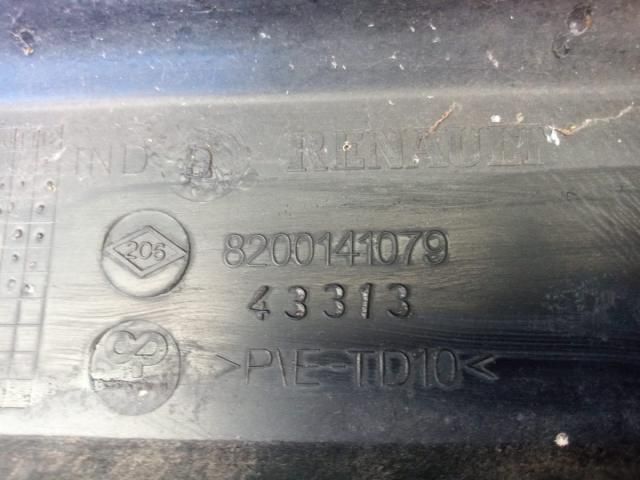 IND D RENAULT
206 8200141079
43313
>P\E-TD10<